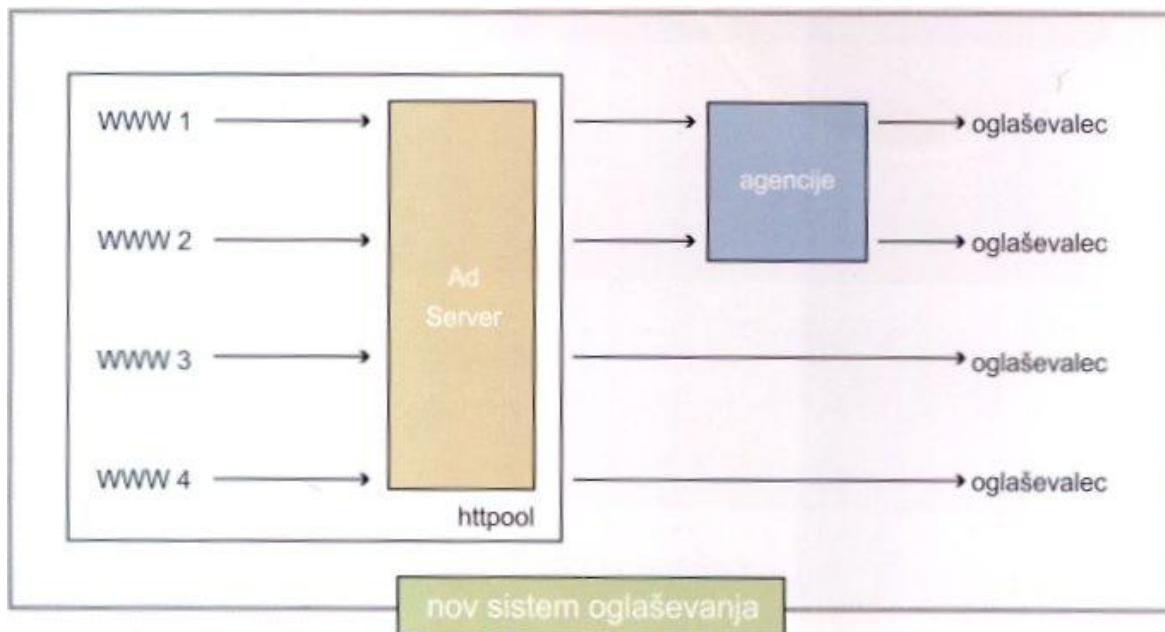 WWW 1
agencije
oglaševalec
WWW 2
oglaševalec
Ad
Server
WWW 3
oglaševalec
WWW 4
oglaševalec
httpool
nov sistem oglaševanja